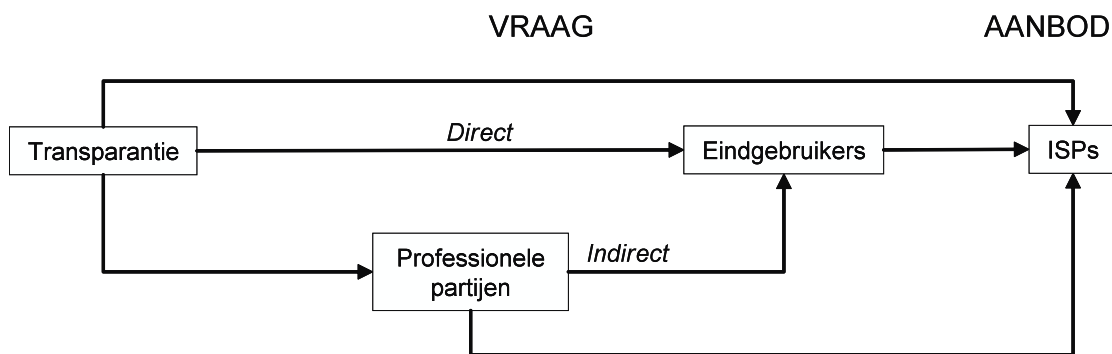 VRAAG
AANBOD
Direct
Transparantie
Eindgebruikers
ISPs
Professionele
partijen
Indirect